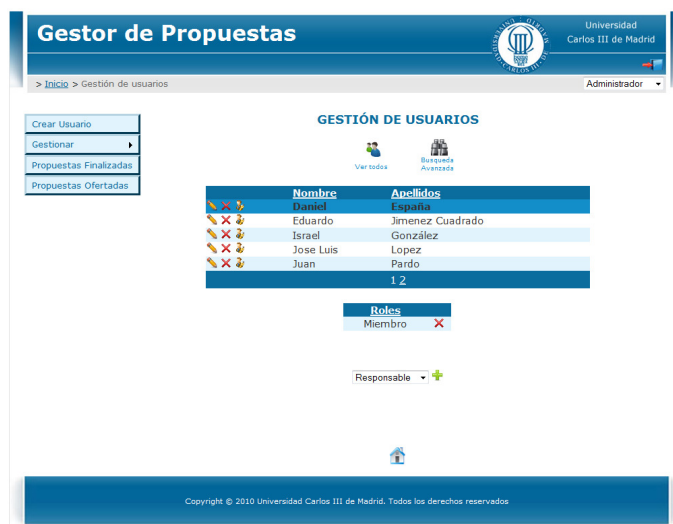 Gestor de Propuestas
Universidad
Carlos III de Madrid
> Inicio > Gestión de usuarios
Administrador
Crear Usuario
Gestionar
Propuestas Finalizadas
Propuestas Ofertadas
GESTIÓN DE USUARIOS
Ver todos
Busqueda
Avanzada
Nombre Apellidos
Daniel España
Eduardo Jimenez Cuadrado
Israel González
Jose Luis Lopez
Juan Pardo
1 2
Roles
Miembro
Responsable
Copyright © 2010 Universidad Carlos III de Madrid. Todos los derechos reservados